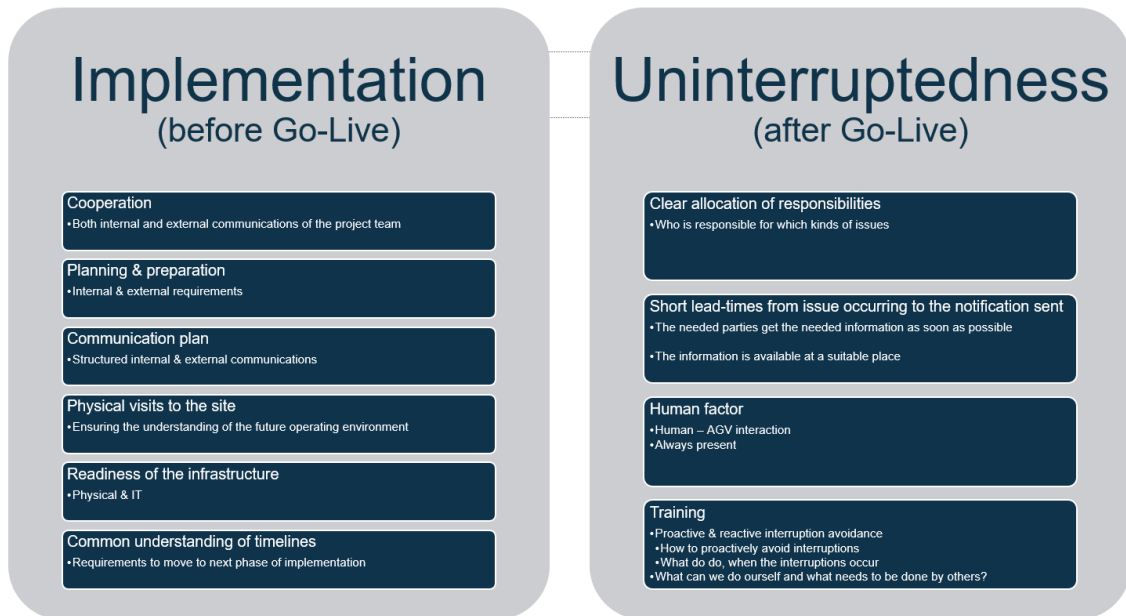 Implementation
(before Go-Live)
Cooperation
•Both internal and external communications of the project team
Planning & preparation
•Internal & external requirements
Communication plan
•Structured internal & external communications
Physical visits to the site
•Ensuring the understanding of the future operating environment
Readiness of the infrastructure
•Physical & IT
Common understanding of timelines
•Requirements to move to next phase of implementation
Uninterruptedness
(after Go-Live)
Clear allocation of responsibilities
•Who is responsible for which kinds of issues
Short lead-times from issue occurring to the notification sent
•The needed parties get the needed information as soon as possible
•The information is available at a suitable place
Human factor
•Human – AGV interaction
•Always present
Training
•Proactive & reactive interruption avoidance
•How to proactively avoid interruptions
•What do do, when the interruptions occur
•What can we do ourself and what needs to be done by others?